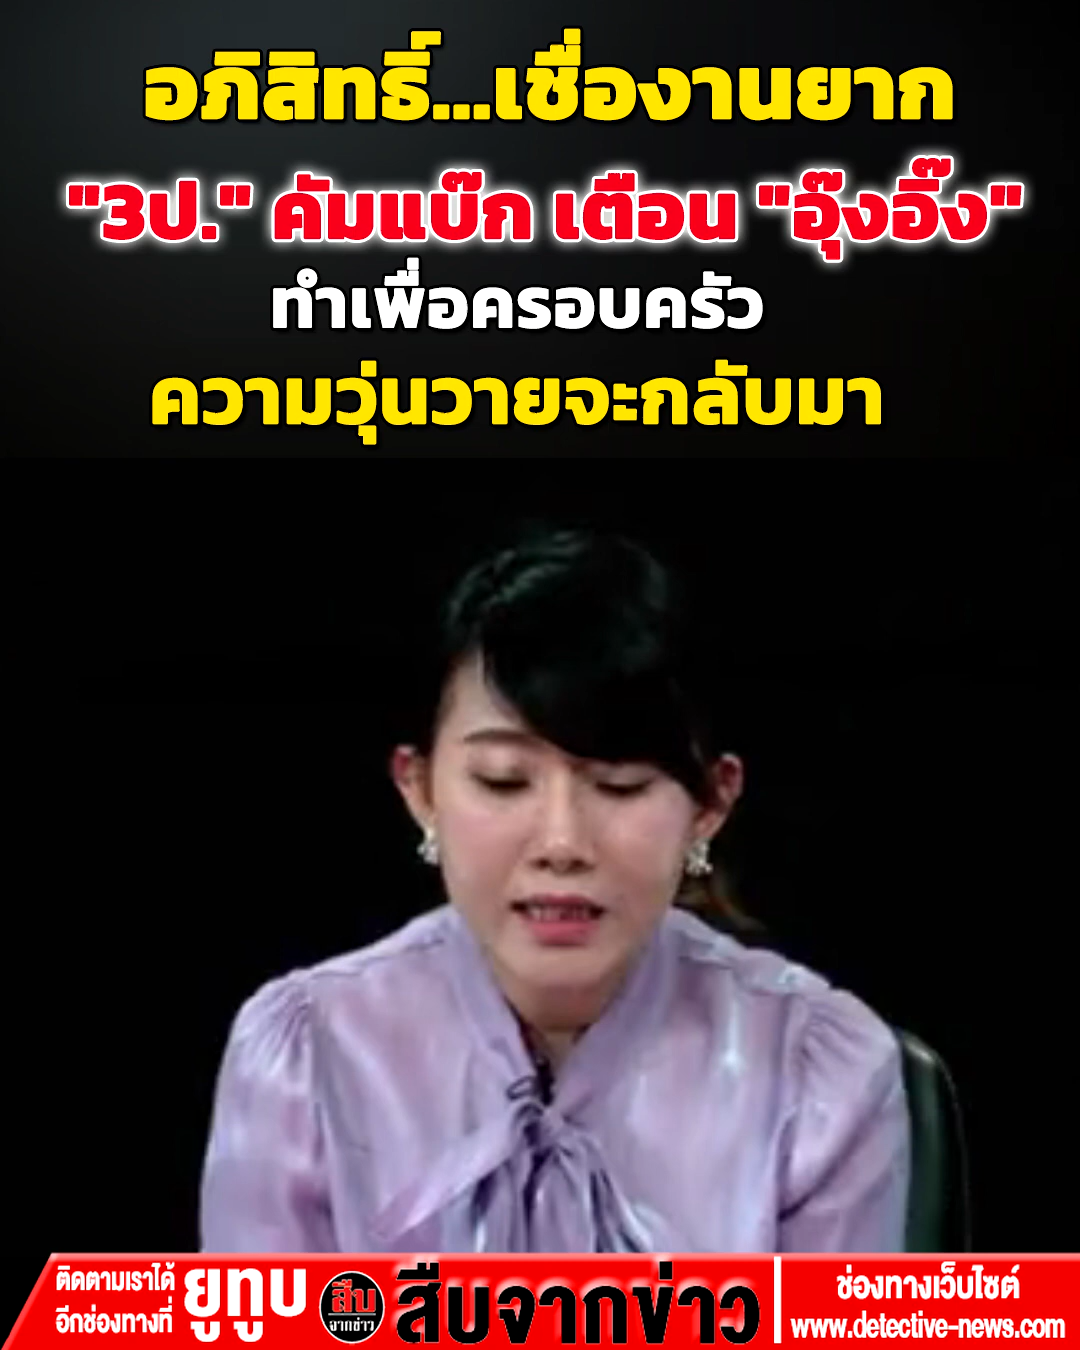 อภิสิทธิ์...เชื่องานยาก
"3ป." คัมแบ๊ก เตือน "อุ๊งอิ๊ง"
ทำเพื่อครอบครัว
ความวุ่นวายจะกลับมา
ติดตามเราได้
อีกช่องทางที่
ยูทูบ
สืบ
จากข่าว
สืบจากข่าว
ช่องทางเว็บไซต์
www.detective-news.com